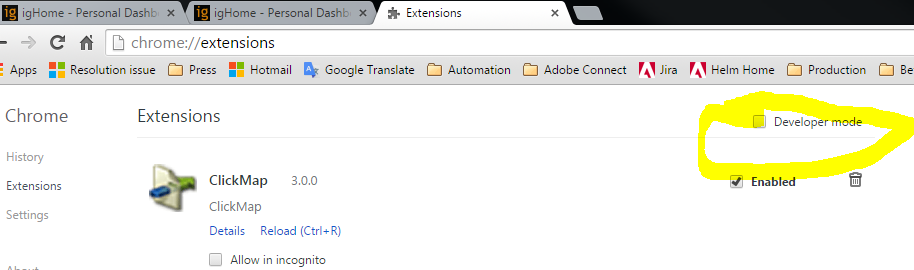 ig igHome - Personal Dashb ig igHome - Personal Dashb Extensions
chrome://extensions
Apps Resolution issue Press Hotmail Google Translate Automation Adobe Connect Jira Helm Home Production Be
Chrome Extensions Developer mode
History
ClickMap 3.0.0 Enabled
Extensions
ClickMap
Settings
Details Reload (Ctrl+R)
Allow in incognito
About